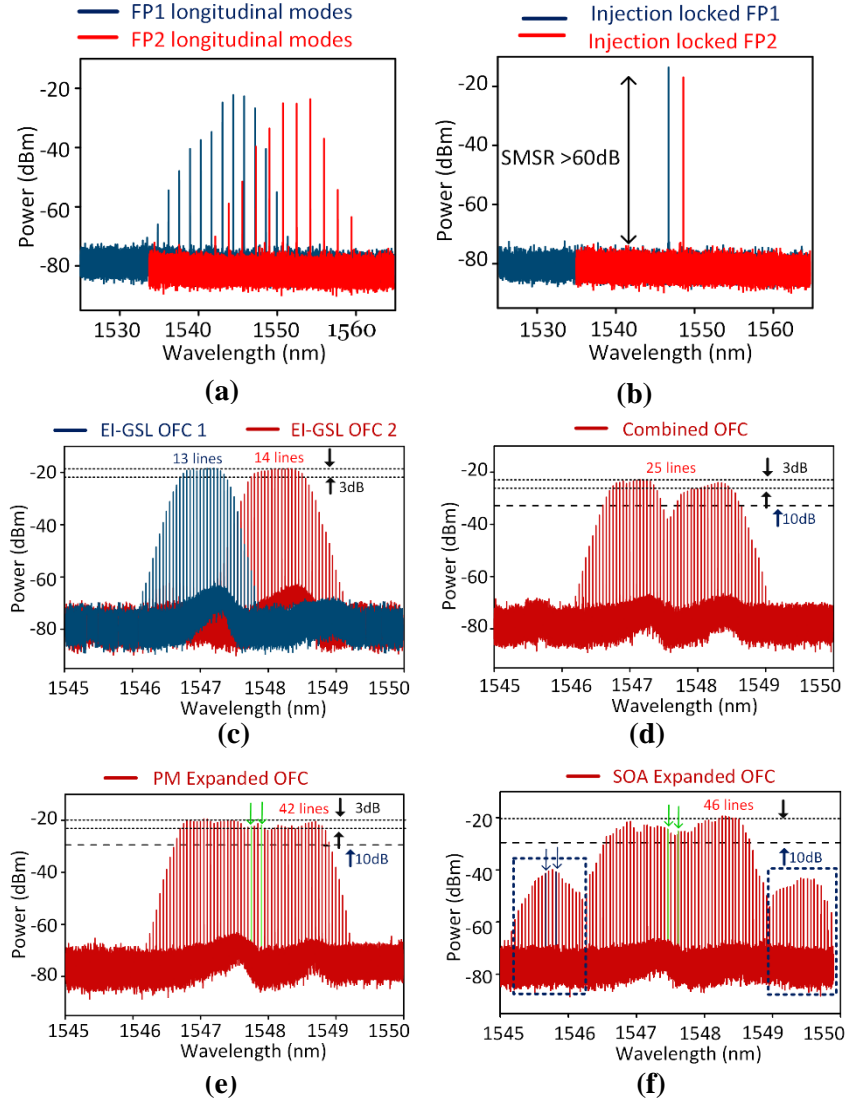 FP1 longitudinal modes
FP2 longitudinal modes
-20
-40
-60
-80
Power (dBm)
1530 1540 1550 1560
Wavelength (nm)
(a)
Injection locked FP1
Injection locked FP2
-20
-40
-60
-80
Power (dBm)
SMSR >60dB
1530 1540 1550 1560
Wavelength (nm)
(b)
EI-GSL OFC 1 EI-GSL OFC 2
13 lines 14 lines
3dB
-20
-40
-60
-80
Power (dBm)
1545 1546 1547 1548 1549 1550
Wavelength (nm)
(c)
Combined OFC
25 lines
3dB
10dB
-20
-40
-60
-80
Power (dBm)
1545 1546 1547 1548 1549 1550
Wavelength (nm)
(d)
PM Expanded OFC
42 lines
3dB
10dB
-20
-40
-60
-80
Power (dBm)
1545 1546 1547 1548 1549 1550
Wavelength (nm)
(e)
SOA Expanded OFC
46 lines
10dB
-20
-40
-60
-80
Power (dBm)
1545 1546 1547 1548 1549 1550
Wavelength (nm)
(f)